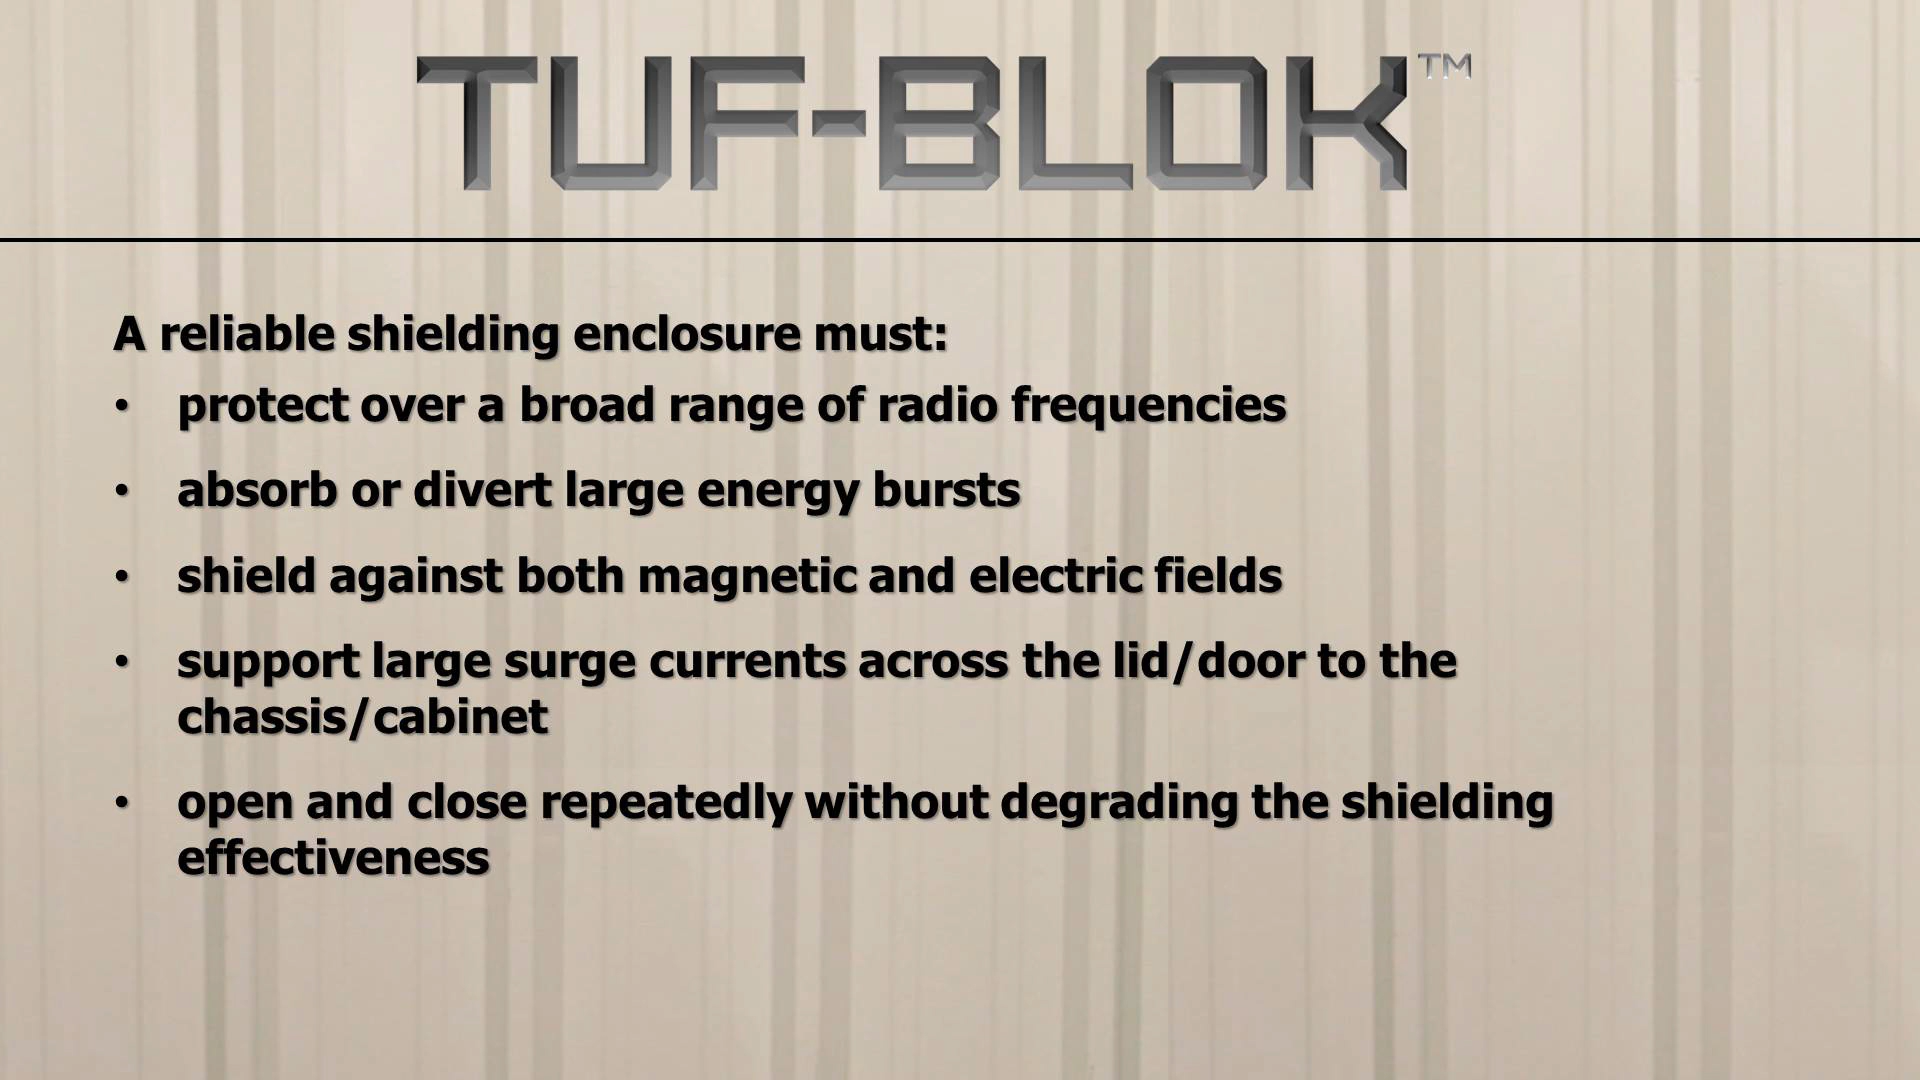 TUF-BLOK™
A reliable shielding enclosure must:
• protect over a broad range of radio frequencies
• absorb or divert large energy bursts
• shield against both magnetic and electric fields
• support large surge currents across the lid/door to the
chassis/cabinet
• open and close repeatedly without degrading the shielding
effectiveness